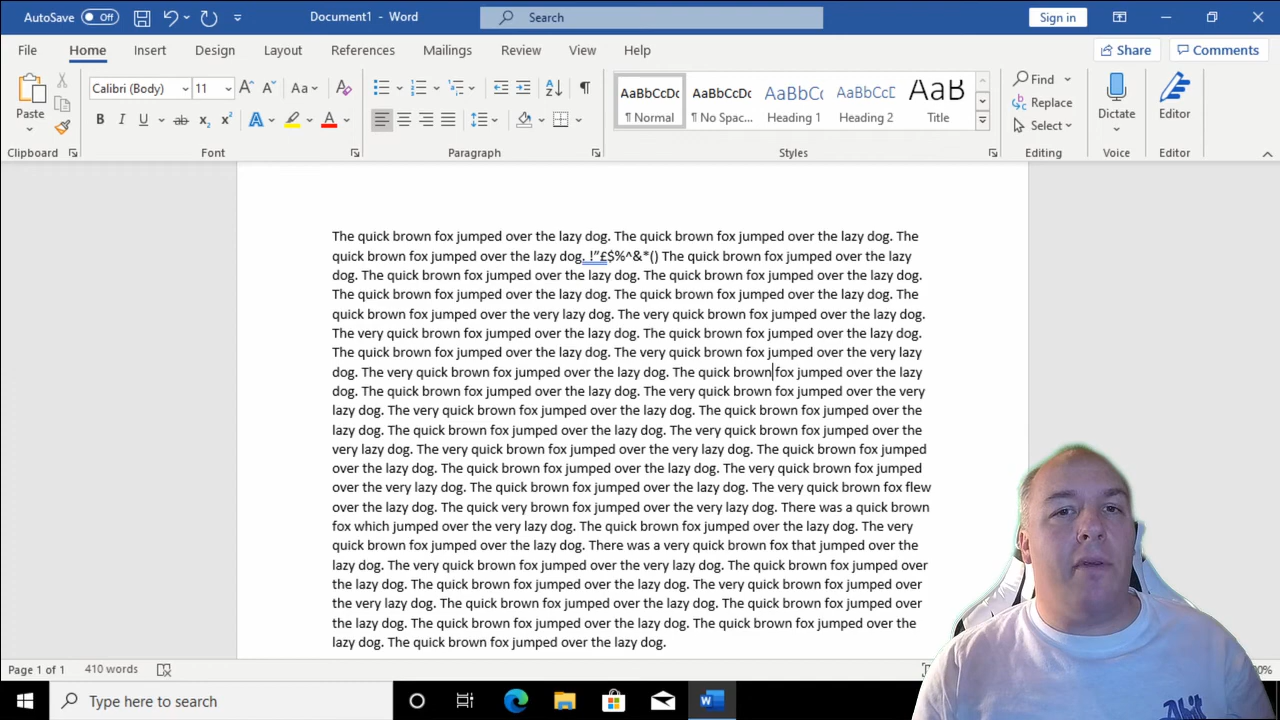 AutoSave Off Document1 - Word Search Sign in
File Home Insert Design Layout References Mailings Review View Help Share Comments
Calibri (Body) 11 Aa AaBbCcDc AaBbCcDc AaBbCc AaBbCcD AaB Find
Paste ¶ Normal ¶ No Spac... Heading 1 Heading 2 Title Replace Dictate Editor
Select
Clipboard Font Paragraph Styles Editing Voice Editor
The quick brown fox jumped over the lazy dog. The quick brown fox jumped over the lazy dog. The
quick brown fox jumped over the lazy dog. !"£$%^&*() The quick brown fox jumped over the lazy
dog. The quick brown fox jumped over the lazy dog. The quick brown fox jumped over the lazy dog.
The quick brown fox jumped over the lazy dog. The quick brown fox jumped over the lazy dog. The
quick brown fox jumped over the very lazy dog. The very quick brown fox jumped over the lazy dog.
The very quick brown fox jumped over the lazy dog. The quick brown fox jumped over the lazy dog.
The quick brown fox jumped over the lazy dog. The very quick brown fox jumped over the very lazy
dog. The very quick brown fox jumped over the lazy dog. The quick brown fox jumped over the lazy
dog. The quick brown fox jumped over the lazy dog. The very quick brown fox jumped over the very
lazy dog. The very quick brown fox jumped over the lazy dog. The quick brown fox jumped over the
lazy dog. The quick brown fox jumped over the lazy dog. The very quick brown fox jumped over the
very lazy dog. The very quick brown fox jumped over the very lazy dog. The quick brown fox jumped
over the lazy dog. The quick brown fox jumped over the lazy dog. The very quick brown fox jumped
over the very lazy dog. The quick brown fox jumped over the lazy dog. The very quick brown fox flew
over the lazy dog. The quick very brown fox jumped over the very lazy dog. There was a quick brown
fox which jumped over the very lazy dog. The quick brown fox jumped over the lazy dog. The very
quick brown fox jumped over the lazy dog. There was a very quick brown fox that jumped over the
lazy dog. The very quick brown fox jumped over the very lazy dog. The quick brown fox jumped over
the lazy dog. The quick brown fox jumped over the lazy dog. The very quick brown fox jumped over
the very lazy dog. The quick brown fox jumped over the lazy dog. The quick brown fox jumped over
the lazy dog. The quick brown fox jumped over the lazy dog. The quick brown fox jumped over the
lazy dog. The quick brown fox jumped over the lazy dog.
Page 1 of 1 410 words
Type here to search